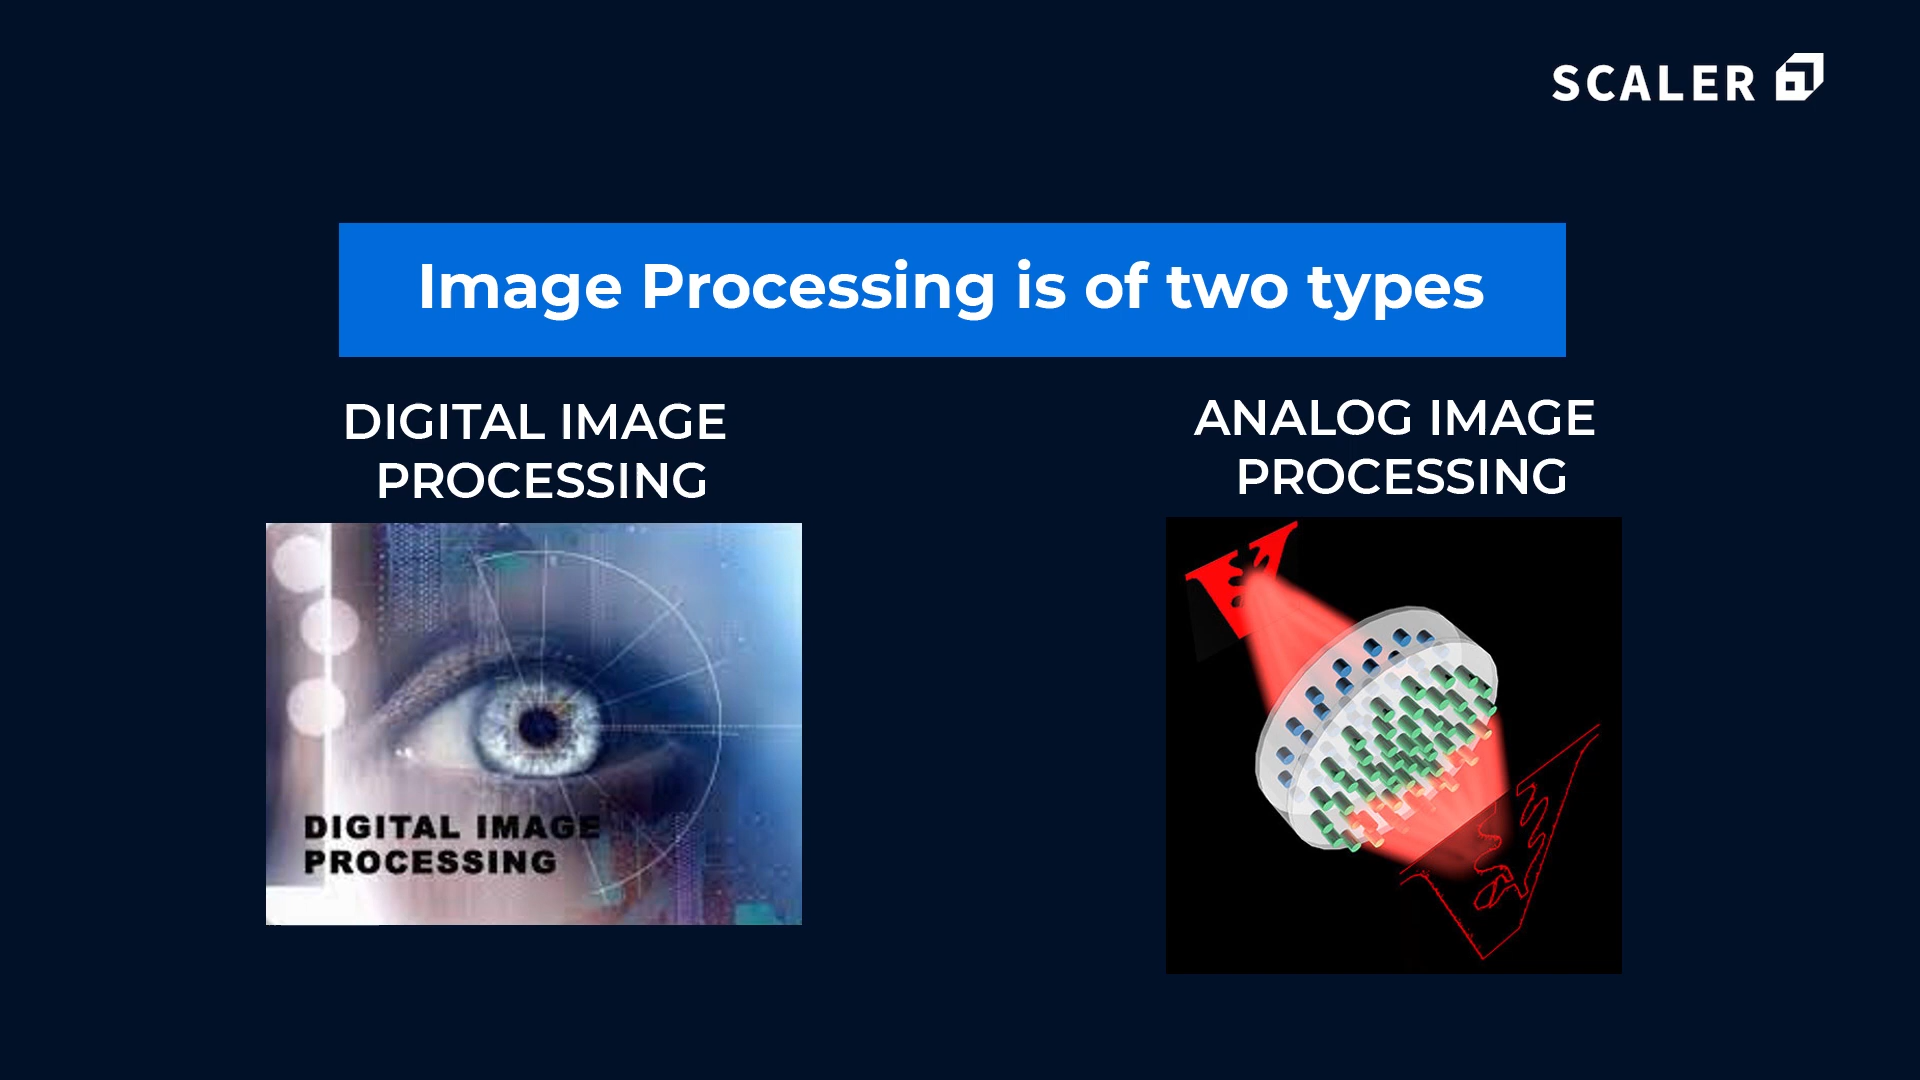 SCALER
Image Processing is of two types
DIGITAL IMAGE
PROCESSING
ANALOG IMAGE
PROCESSING
DIGITAL IMAGE
PROCESSING